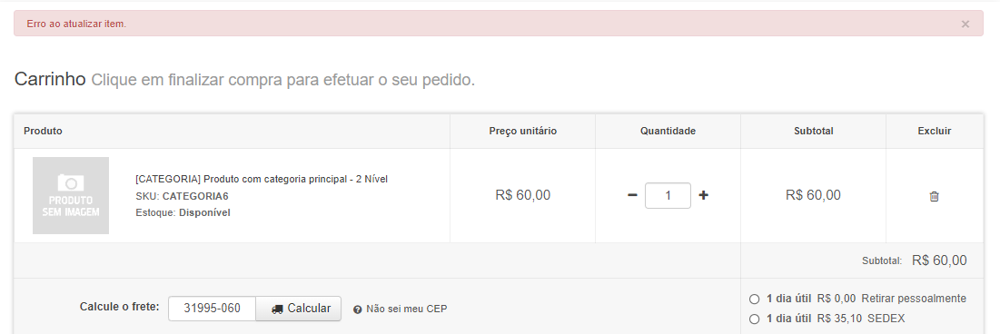 Erro ao atualizar item.
×
Carrinho Clique em finalizar compra para efetuar o seu pedido.
Produto Preço unitário Quantidade Subtotal Excluir
PRODUTO
SEM IMAGEM
[CATEGORIA] Produto com categoria principal - 2 Nível
SKU: CATEGORIA6
Estoque: Disponível
R$ 60,00
1
R$ 60,00
Subtotal: R$ 60,00
Calcule o frete: 31995-060 Calcular Não sei meu CEP
1 dia útil R$ 0,00 Retirar pessoalmente
1 dia útil R$ 35,10 SEDEX